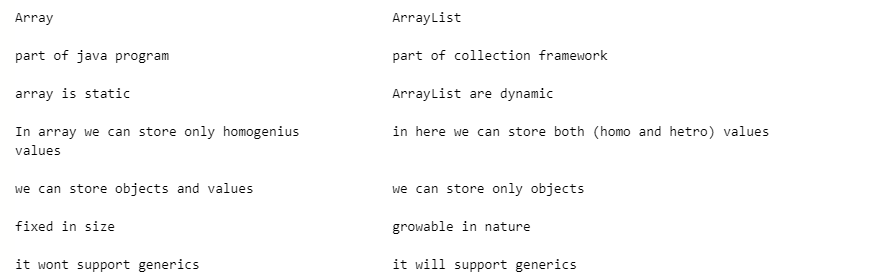 Array ArrayList
part of java program part of collection framework
array is static ArrayList are dynamic
In array we can store only homogenius in here we can store both (homo and hetro) values
values
we can store objects and values we can store only objects
fixed in size growable in nature
it wont support generics it will support generics